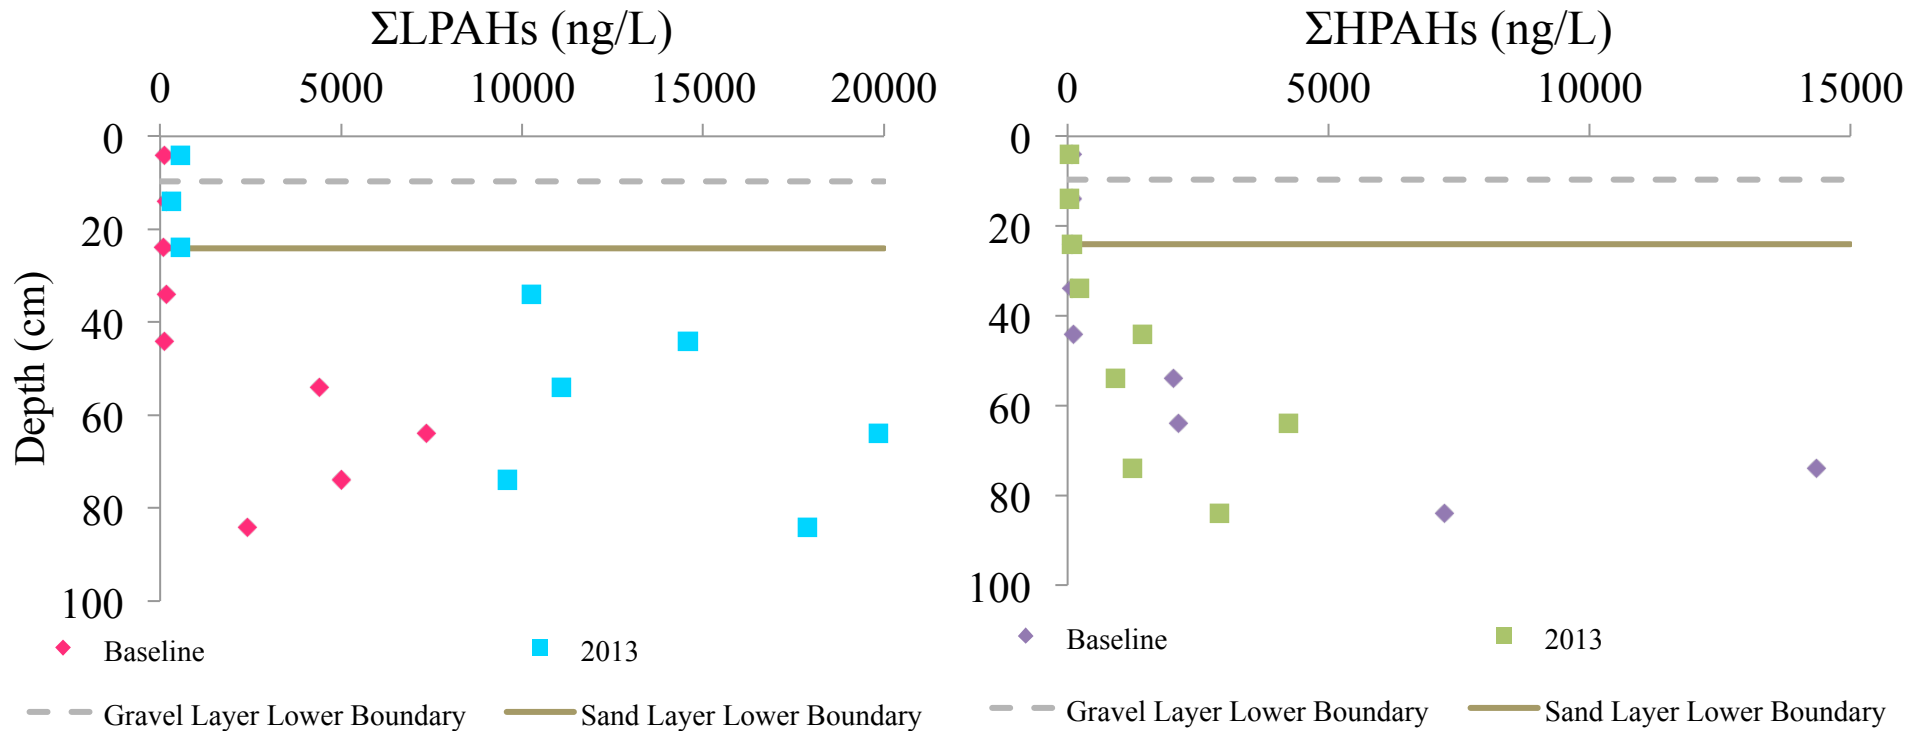 ΣLPAHs (ng/L)
0 5000 10000 15000 20000
0
20
40
60
80
100
Depth (cm)
Baseline 2013
Gravel Layer Lower Boundary Sand Layer Lower Boundary
ΣHPAHs (ng/L)
0 5000 10000 15000
0
20
40
60
80
100
Baseline 2013
Gravel Layer Lower Boundary Sand Layer Lower Boundary